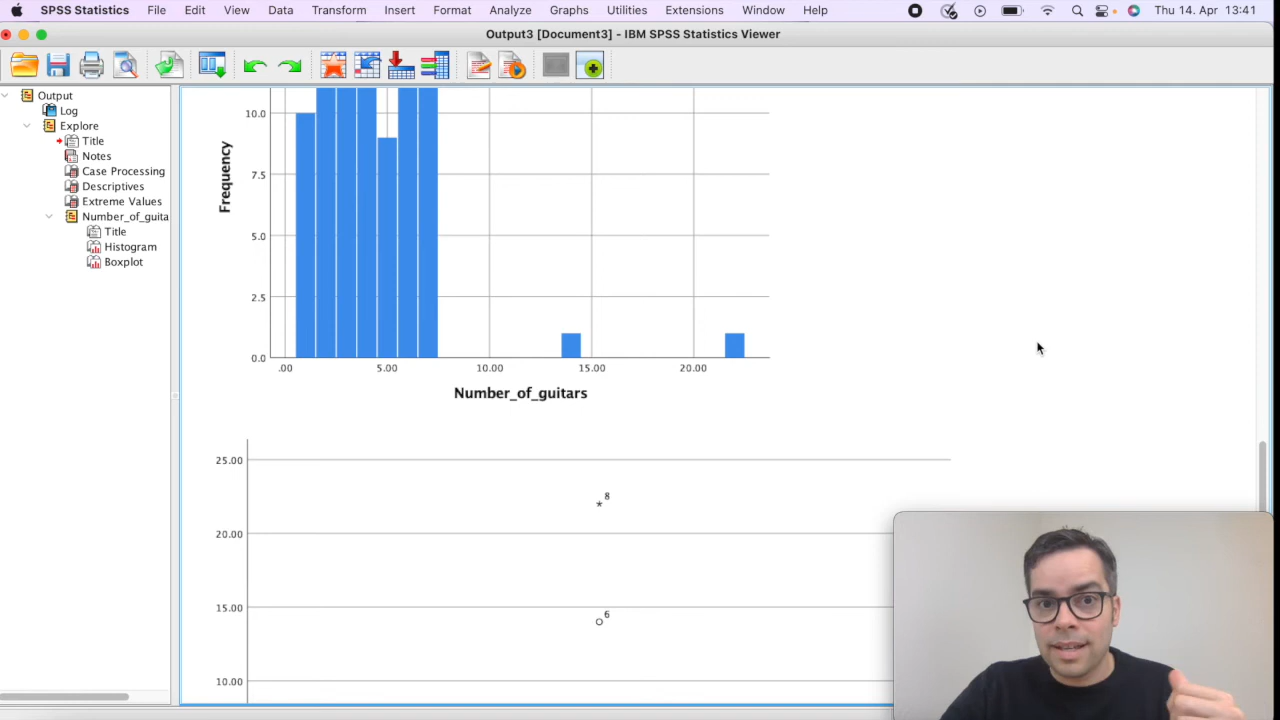 SPSS Statistics File Edit View Data Transform Insert Format Analyze Graphs Utilities Extensions Window Help Thu 14. Apr 13:41
Output3 [Document3] - IBM SPSS Statistics Viewer
Output
Log
Explore
Title
Notes
Case Processing
Descriptives
Extreme Values
Number_of_guita
Title
Histogram
Boxplot
Frequency
10.0
7.5
5.0
2.5
0.0
.00 5.00 10.00 15.00 20.00
Number_of_guitars
25.00
8
20.00
6
15.00
10.00